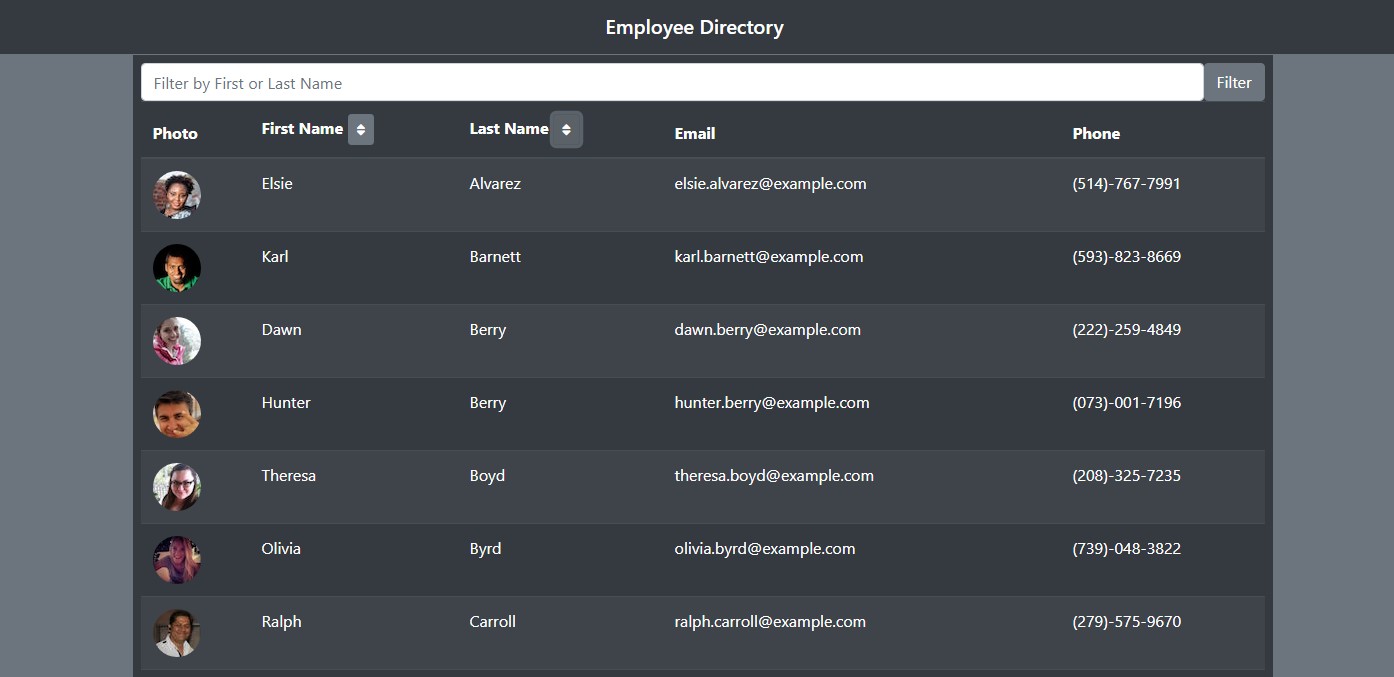 Employee Directory
Filter by First or Last Name Filter
Photo First Name Last Name Email Phone
Elsie Alvarez elsie.alvarez@example.com (514)-767-7991
Karl Barnett karl.barnett@example.com (593)-823-8669
Dawn Berry dawn.berry@example.com (222)-259-4849
Hunter Berry hunter.berry@example.com (073)-001-7196
Theresa Boyd theresa.boyd@example.com (208)-325-7235
Olivia Byrd olivia.byrd@example.com (739)-048-3822
Ralph Carroll ralph.carroll@example.com (279)-575-9670